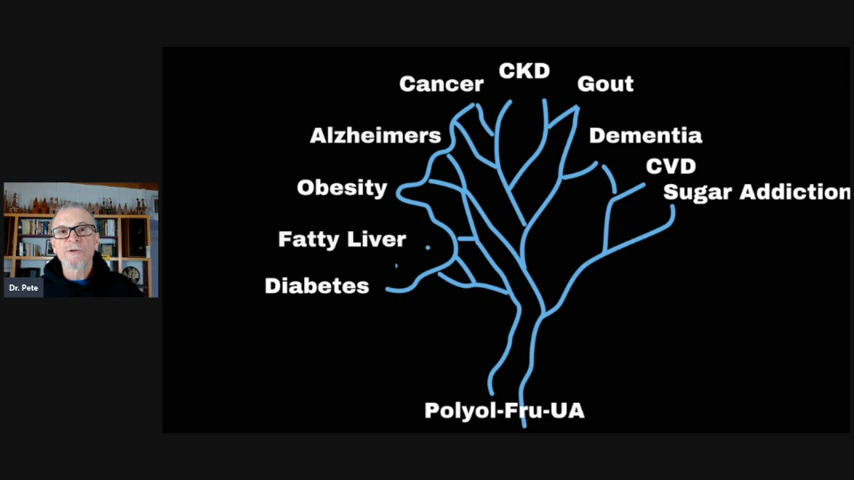 CKD
Cancer
Gout
Alzheimers
Dementia
CVD
Obesity
Sugar Addiction
Fatty Liver
Diabetes
Dr. Pete
Polyol-Fru-UA